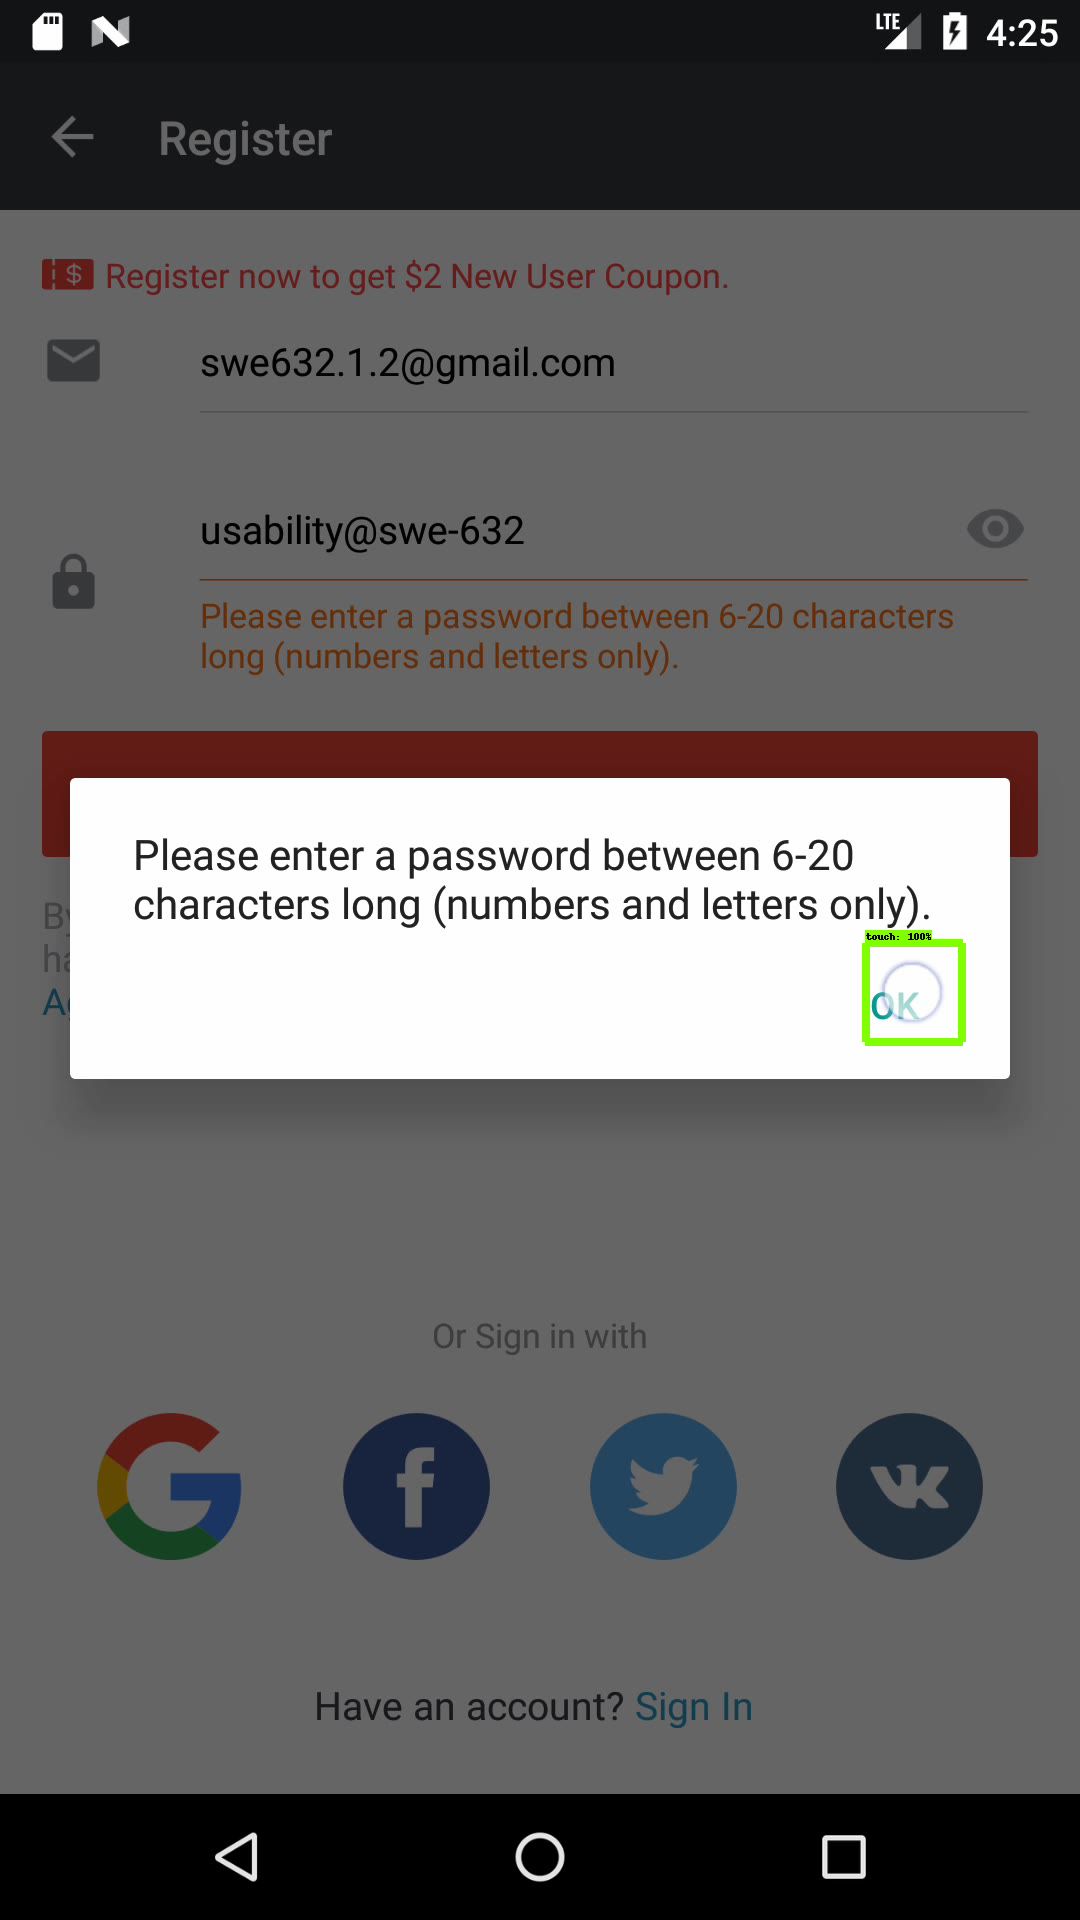 LTE 4:25
Register
$ Register now to get $2 New User Coupon.
swe632.1.2@gmail.com
usability@swe-632
Please enter a password between 6-20 characters
long (numbers and letters only).
Please enter a password between 6-20
characters long (numbers and letters only).
touch: 100%
OK
Or Sign in with
Have an account? Sign In